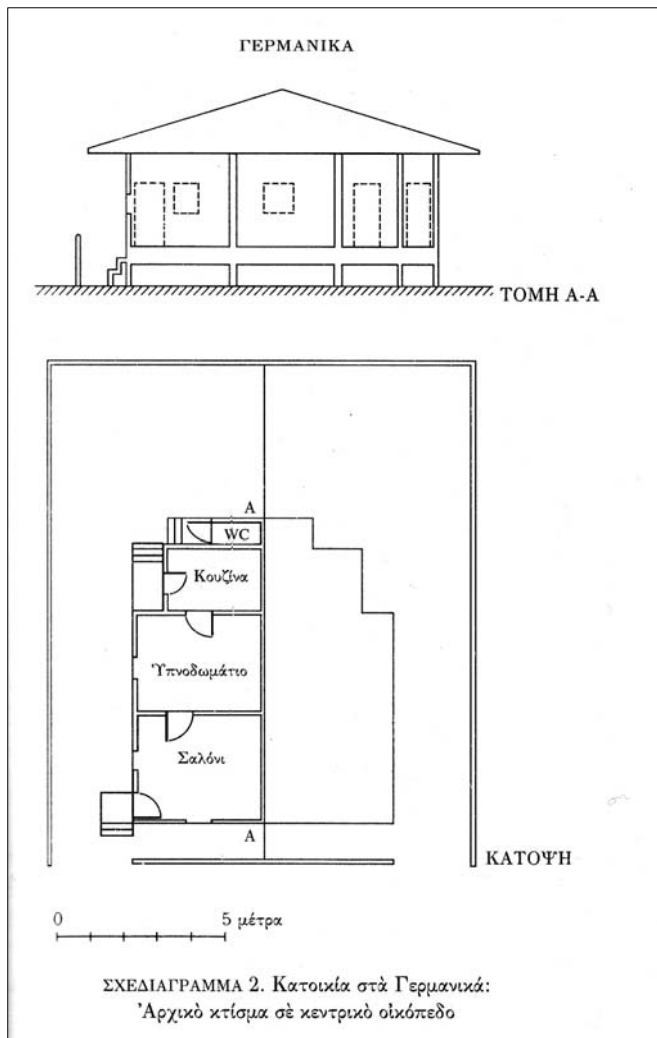 ΓΕΡΜΑΝΙΚΑ
ΤΟΜΗ Α-Α
Α
WC
Κουζίνα
Ὑπνοδωμάτιο
Σαλόνι
Α
ΚΑΤΟΨΗ
0 5 μέτρα
ΣΧΕΔΙΑΓΡΑΜΜΑ 2. Κατοικία στὰ Γερμανικά:
Ἀρχικὸ κτίσμα σὲ κεντρικὸ οἰκόπεδο